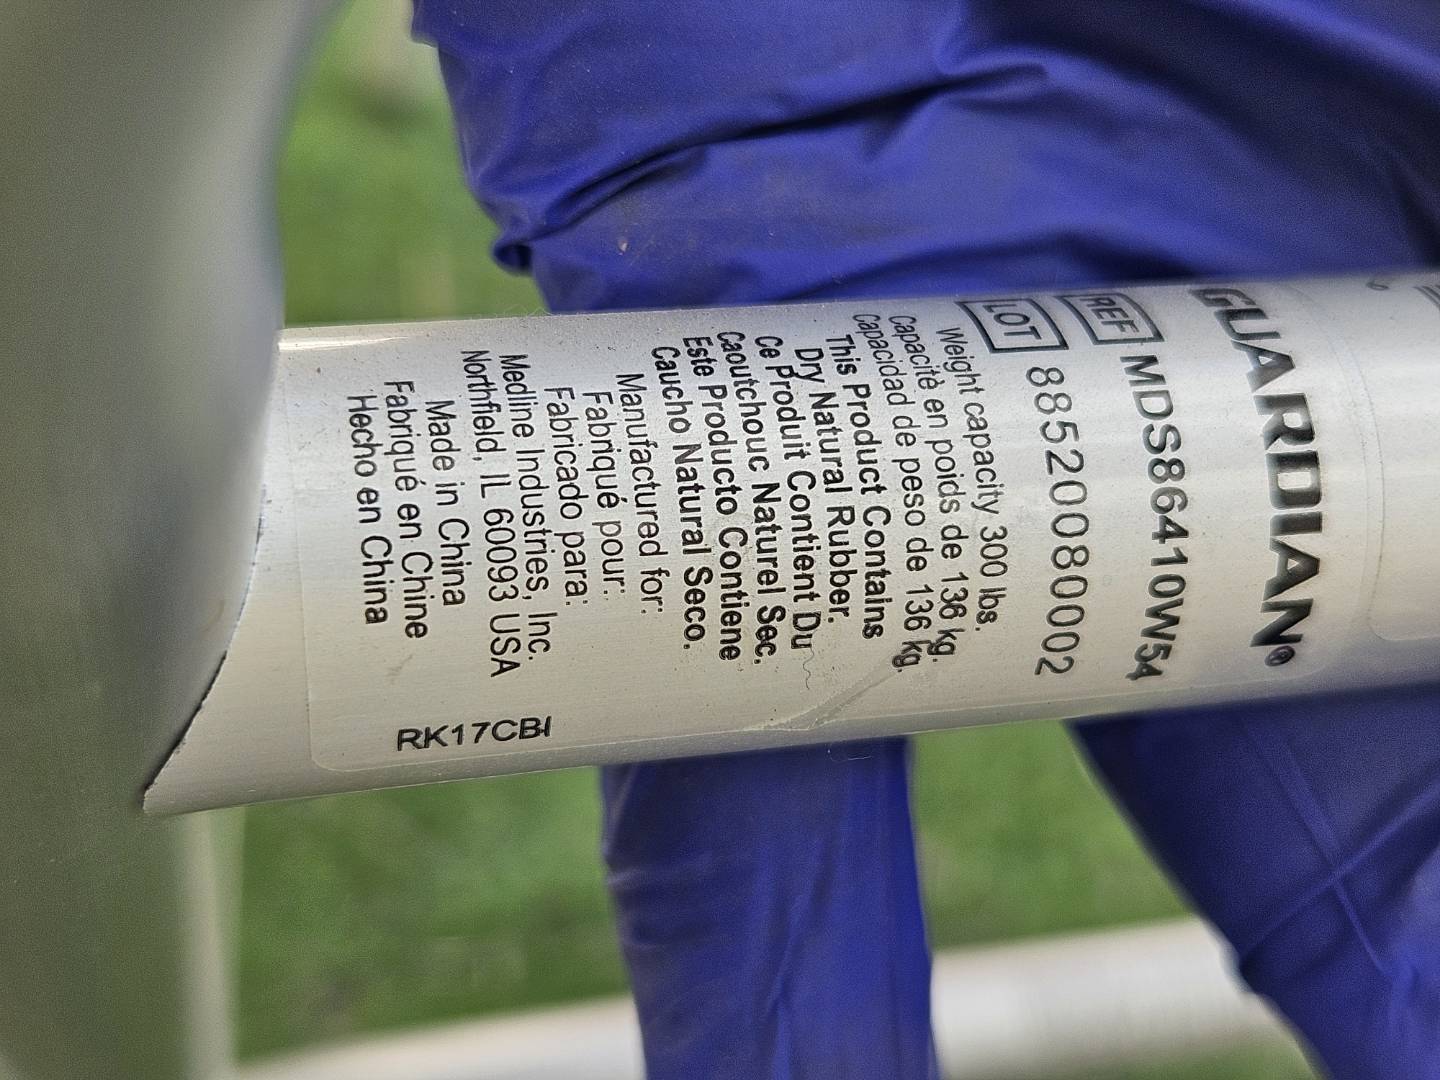 GUARDIAN®
REF MDS86410W54
LOT 88520080002
Weight capacity 300 lbs.
Capacité en poids de 136 kg.
Capacidad de peso de 136 kg.
This Product Contains
Dry Natural Rubber.
Ce Produit Contient Du
Caoutchouc Naturel Sec.
Este Producto Contiene
Caucho Natural Seco.
Manufactured for:
Fabriqué pour:
Fabricado para:
Medline Industries, Inc.
Northfield, IL 60093 USA
Made in China
Fabriqué en Chine
Hecho en China
RK17CBI